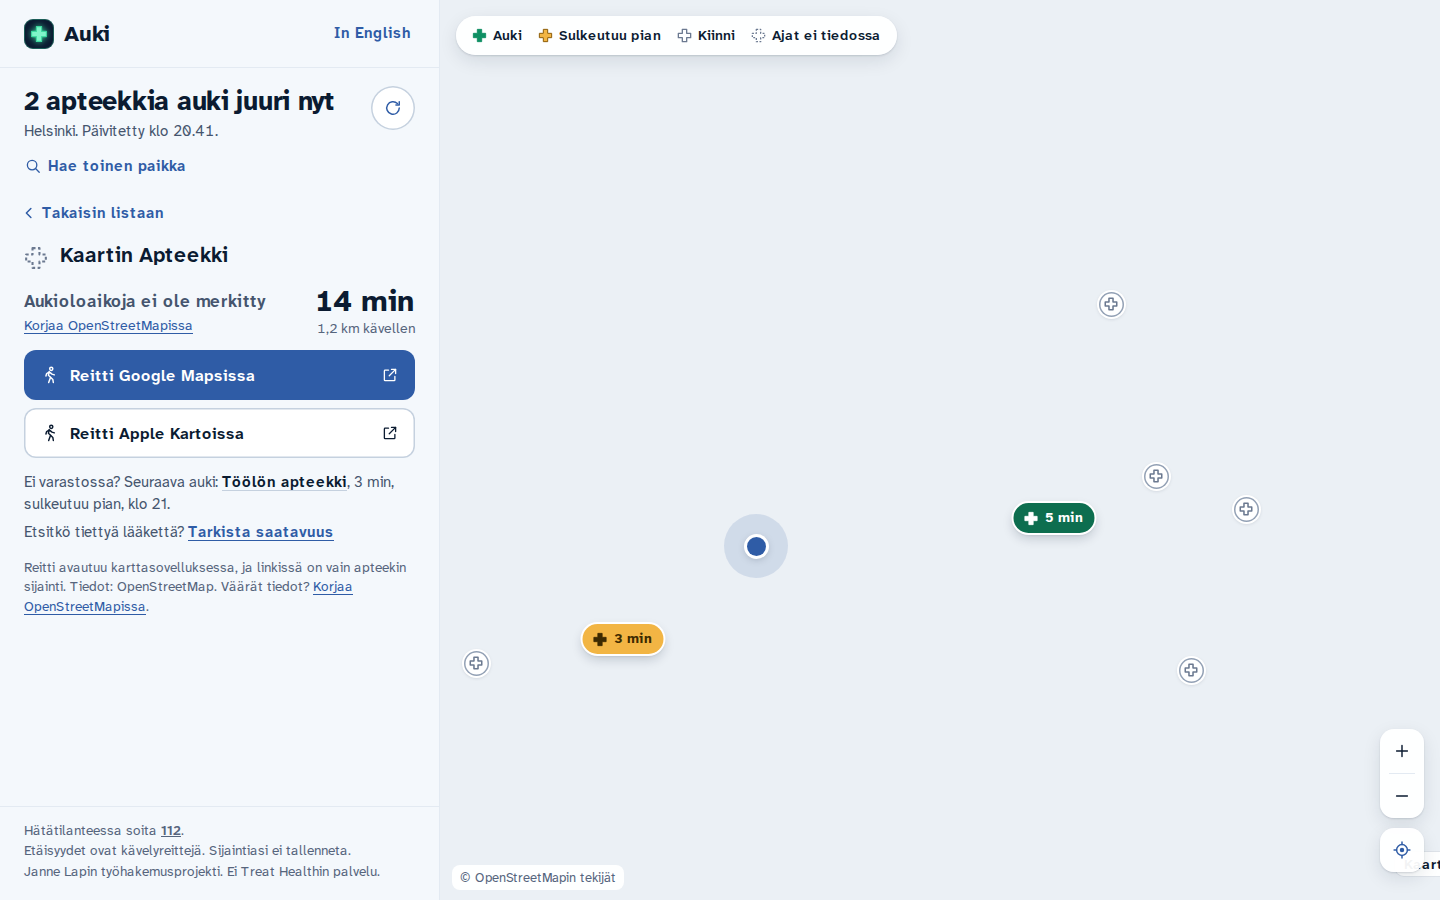 Auki
In English
2 apteekkia auki juuri nyt
Helsinki. Päivitetty klo 20.41.
Hae toinen paikka
Takaisin listaan
Kaartin Apteekki
Aukioloaikoja ei ole merkitty
14 min
Korjaa OpenStreetMapissa
1,2 km kävellen
Reitti Google Mapsissa
Reitti Apple Kartoissa
Ei varastossa? Seuraava auki: Töölön apteekki, 3 min,
sulkeutuu pian, klo 21.
Etsitkö tiettyä lääkettä? Tarkista saatavuus
Reitti avautuu karttasovelluksessa, ja linkissä on vain apteekin
sijainti. Tiedot: OpenStreetMap. Väärät tiedot? Korjaa
OpenStreetMapissa.
Hätätilanteessa soita 112.
Etäisyydet ovat kävelyreittejä. Sijaintiasi ei tallenneta.
Janne Lapin työhakemusprojekti. Ei Treat Healthin palvelu.
Auki Sulkeutuu pian Kiinni Ajat ei tiedossa
5 min
3 min
+
−
© OpenStreetMapin tekijät